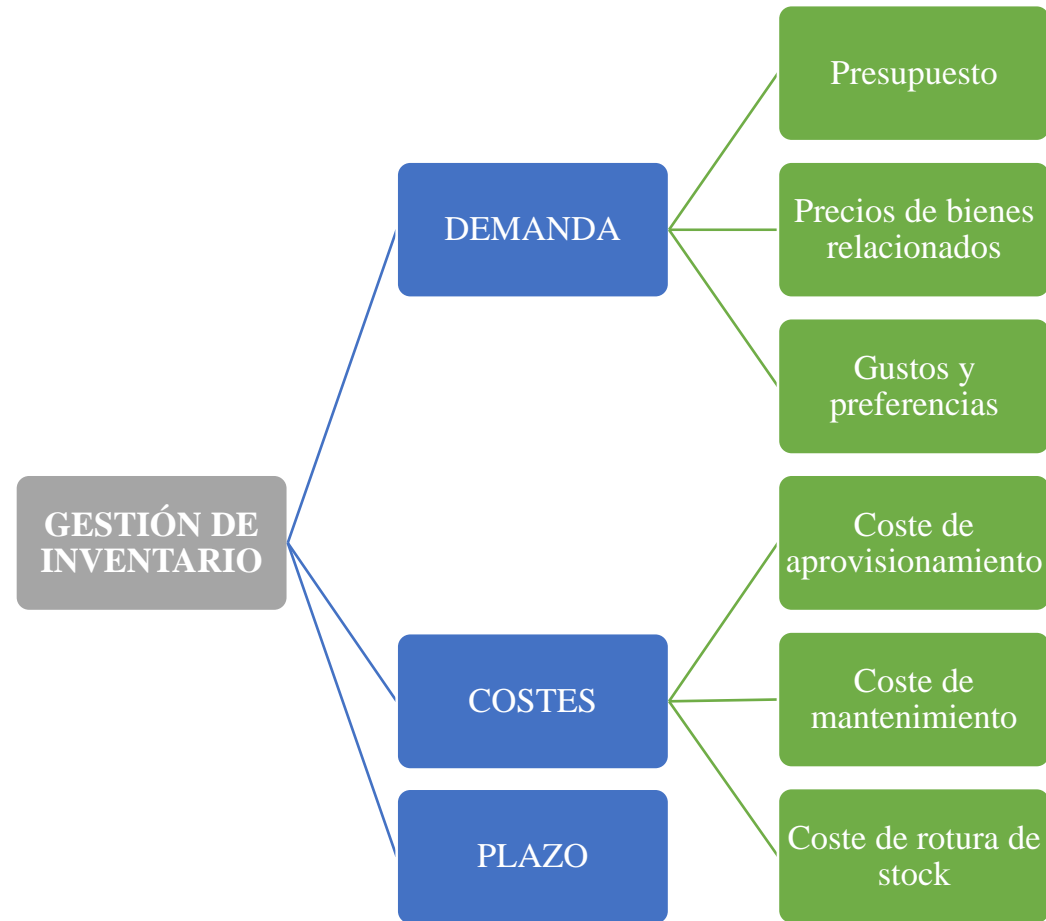 GESTIÓN DE
INVENTARIO
DEMANDA
Presupuesto
Precios de bienes
relacionados
Gustos y
preferencias
COSTES
Coste de
aprovisionamiento
Coste de
mantenimiento
Coste de rotura de
stock
PLAZO